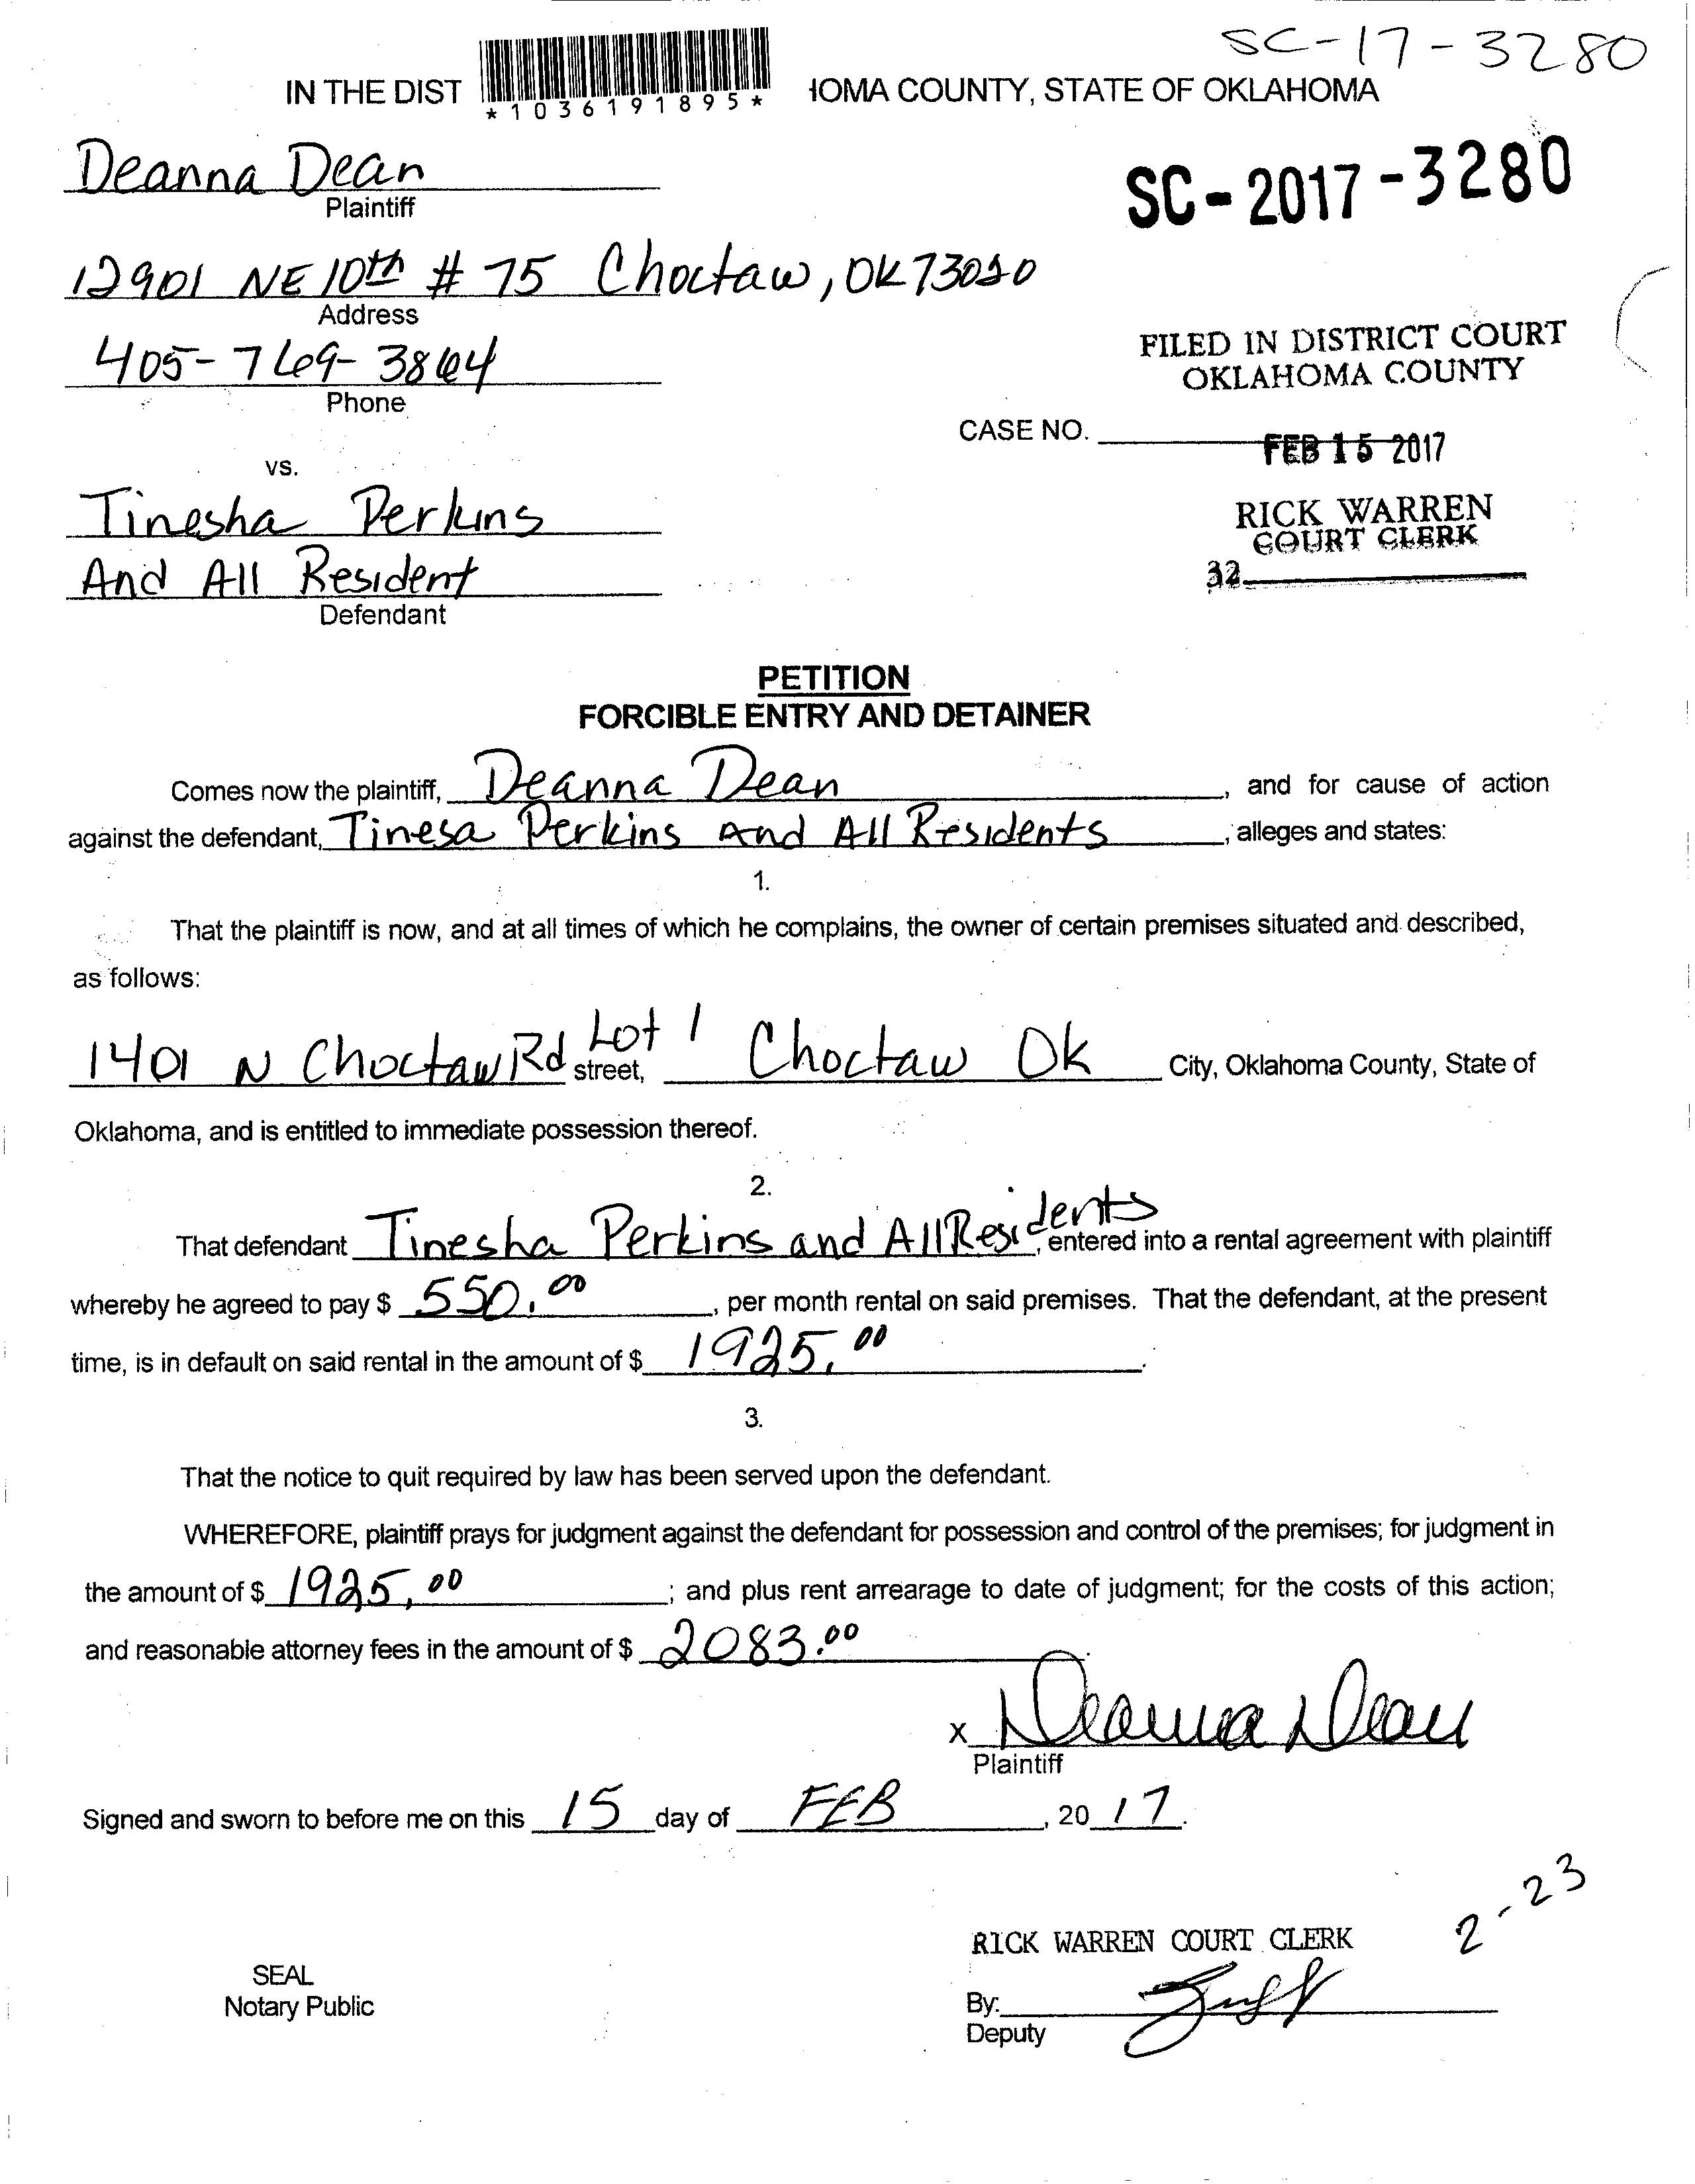 SC-17-3280
IN THE DIST
*1036191895*
HOMA COUNTY, STATE OF OKLAHOMA
Deanna Dean
Plaintiff
SC-2017-3280
12901 NE 10th # 75 Choctaw, OK 73020
Address
405-769-3864
Phone
FILED IN DISTRICT COURT
OKLAHOMA COUNTY
CASE NO.
FEB 15 2017
vs.
RICK WARREN
COURT CLERK
32
Tinesha Perkins
And All Resident
Defendant
PETITION
FORCIBLE ENTRY AND DETAINER
Comes now the plaintiff, Deanna Dean, and for cause of action
against the defendant, Tinesa Perkins and All Residents, alleges and states:
1.
That the plaintiff is now, and at all times of which he complains, the owner of certain premises situated and described,
as follows:
1401 N Choctaw Rd Lot 1 street, Choctaw Ok City, Oklahoma County, State of
Oklahoma, and is entitled to immediate possession thereof.
2.
That defendant Tinesha Perkins and All Residents, entered into a rental agreement with plaintiff
whereby he agreed to pay $ 550.00, per month rental on said premises. That the defendant, at the present
time, is in default on said rental in the amount of $ 1925.00.
3.
That the notice to quit required by law has been served upon the defendant.
WHEREFORE, plaintiff prays for judgment against the defendant for possession and control of the premises; for judgment in
the amount of $ 1925.00; and plus rent arrearage to date of judgment; for the costs of this action;
and reasonable attorney fees in the amount of $ 2083.00.
X Deanna Dean
Plaintiff
Signed and sworn to before me on this 15 day of FEB, 20 17.
2-23
RICK WARREN COURT CLERK
SEAL
Notary Public
By:
Deputy